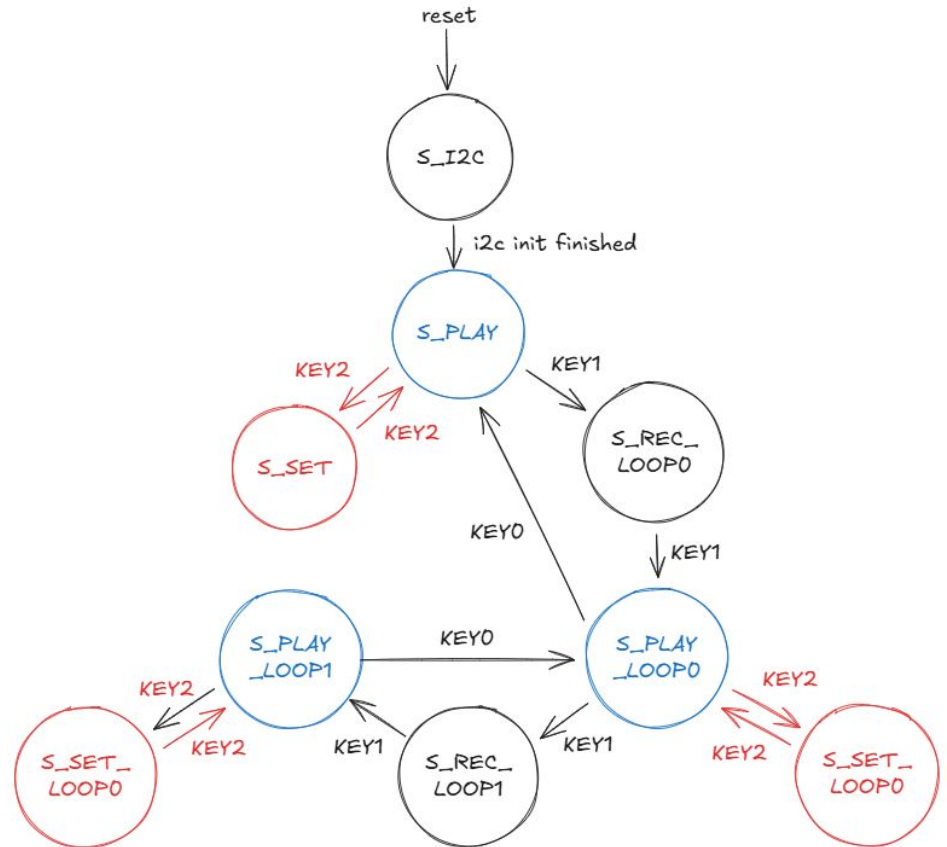 reset
S_I2C
i2c init finished
S_PLAY
KEY2
KEY1
KEY2
S_SET
S_REC_
LOOP0
KEY0
KEY1
S_PLAY
_LOOP1
KEY0
S_PLAY
_LOOP0
KEY2
KEY2
KEY2
KEY1
KEY1
KEY2
S_SET_
LOOP0
S_REC_
LOOP1
S_SET_
LOOP0